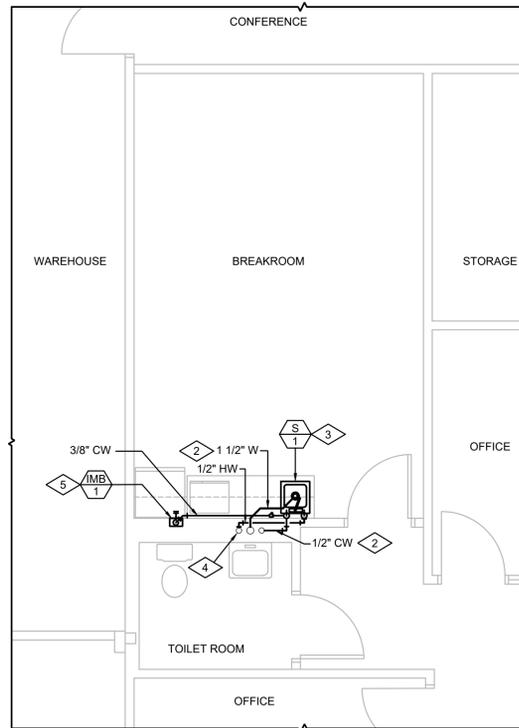 CONFERENCE
WAREHOUSE
BREAKROOM
STORAGE
S
1
3
OFFICE
3/8" CW
2
1 1/2" W
1/2" HW
5
IMB
1
1/2" CW
2
4
TOILET ROOM
OFFICE